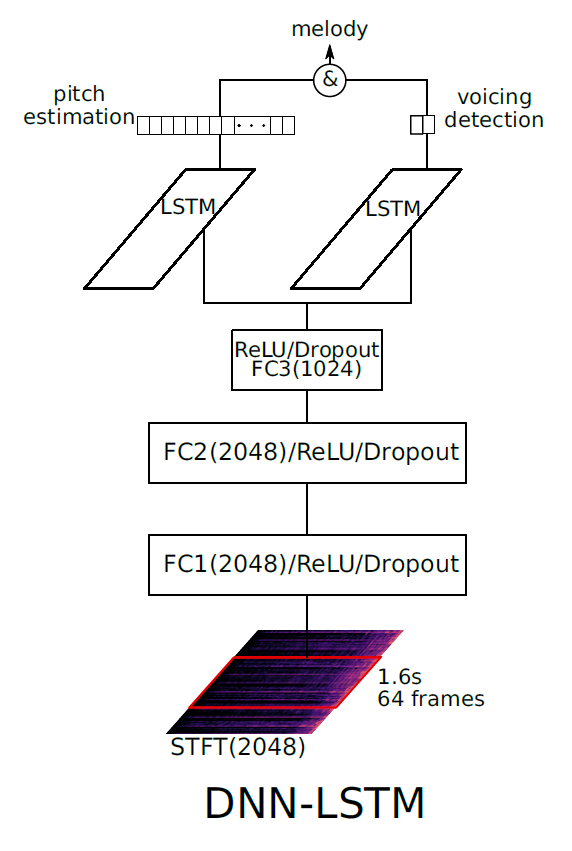 melody
&
pitch
estimation
voicing
detection
LSTM
LSTM
ReLU/Dropout
FC3(1024)
FC2(2048)/ReLU/Dropout
FC1(2048)/ReLU/Dropout
1.6s
64 frames
STFT(2048)
DNN-LSTM